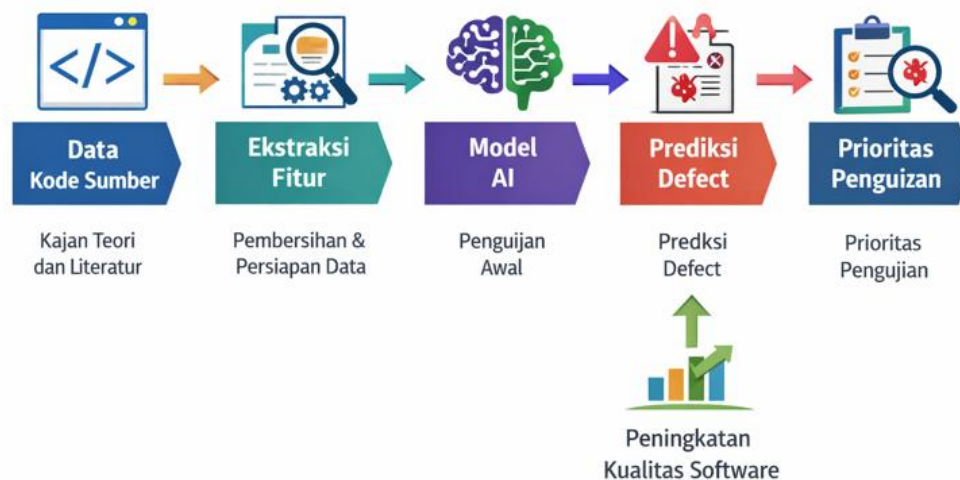 </>
Data
Kode Sumber
Ekstraksi
Fitur
Model
AI
Prediksi
Defect
Prioritas
Penguizan
Kajan Teori
dan Literatur
Pembersihan &
Persiapan Data
Penguijan
Awal
Predksi
Defect
Prioritas
Pengujian
Peningkatan
Kualitas Software